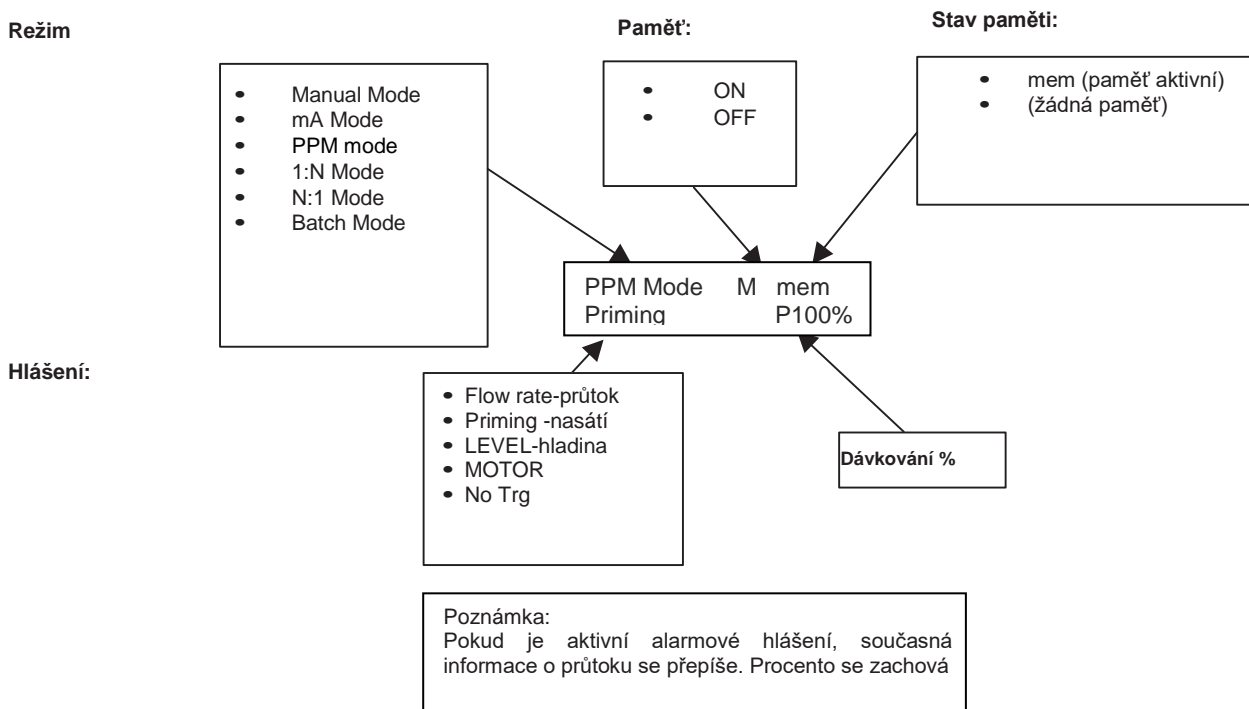 Režim
Paměť:
Stav paměti:
• Manual Mode
• mA Mode
• PPM mode
• 1:N Mode
• N:1 Mode
• Batch Mode
• ON
• OFF
• mem (paměť aktivní)
• (žádná paměť)
PPM Mode M mem
Priming P100%
Hlášení:
• Flow rate-průtok
• Priming -nasátí
• LEVEL-hladina
• MOTOR
• No Trg
Dávkování %
Poznámka:
Pokud je aktivní alarmové hlášení, současná
informace o průtoku se přepíše. Procento se zachová